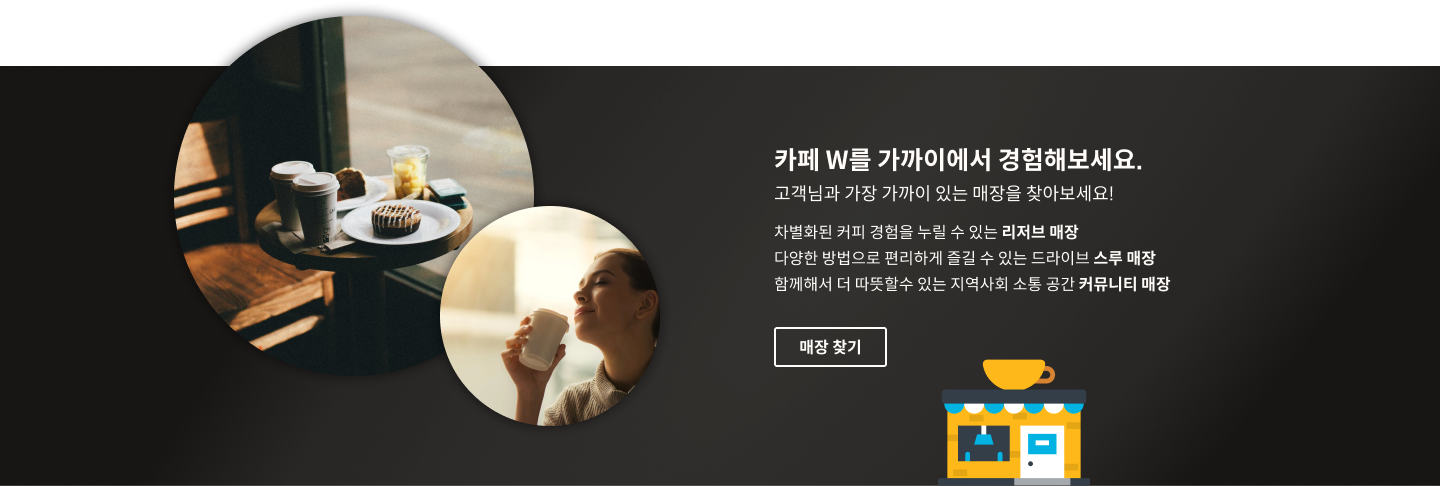 카페 W를 가까이에서 경험해보세요.
고객님과 가장 가까이 있는 매장을 찾아보세요!
차별화된 커피 경험을 누릴 수 있는 리저브 매장
다양한 방법으로 편리하게 즐길 수 있는 드라이브 스루 매장
함께해서 더 따뜻할수 있는 지역사회 소통 공간 커뮤니티 매장
매장 찾기